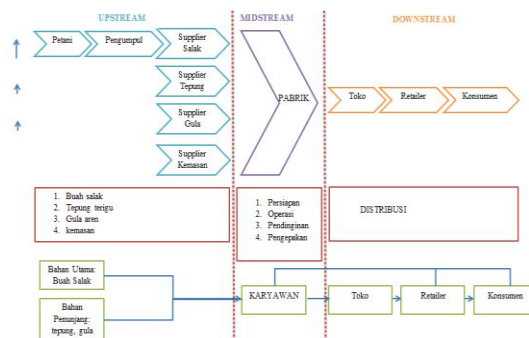 UPSTREAM
MIDSTREAM
DOWNSTREAM
Petani
Pengumpul
Supplier
Salak
Supplier
Tepung
Supplier
Gula
Supplier
Kemasan
PABRIK
Toko
Retailer
Konsumen
1. Buah salak
2. Tepung terigu
3. Gula aren
4. kemasan
1. Persiapan
2. Operasi
3. Pendinginan
4. Pengepakan
DISTRIBUSI
Bahan Utama:
Buah Salak
Bahan
Penunjang:
tepung, gula
KARYAWAN
Toko
Retailer
Konsumen